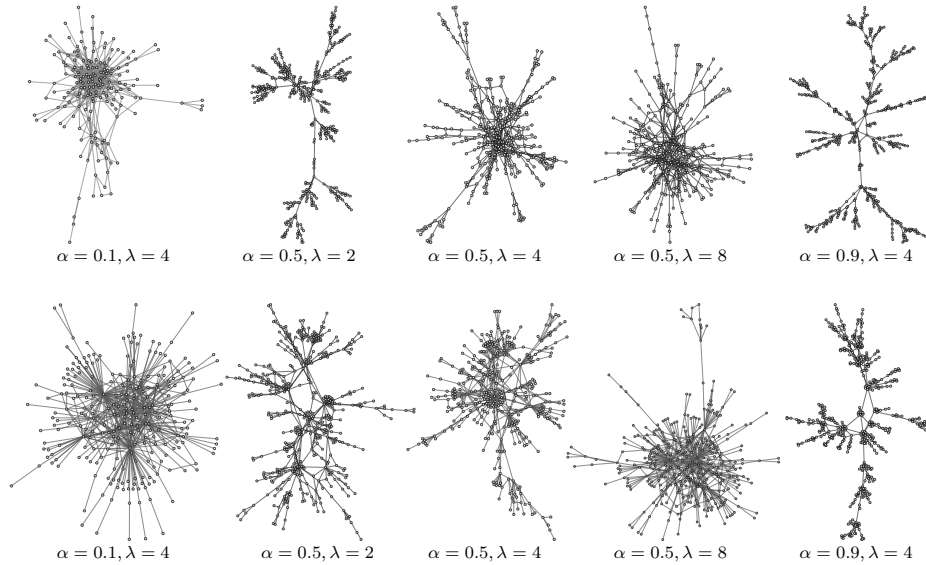 α = 0.1, λ = 4 α = 0.5, λ = 2 α = 0.5, λ = 4 α = 0.5, λ = 8 α = 0.9, λ = 4
α = 0.1, λ = 4 α = 0.5, λ = 2 α = 0.5, λ = 4 α = 0.5, λ = 8 α = 0.9, λ = 4